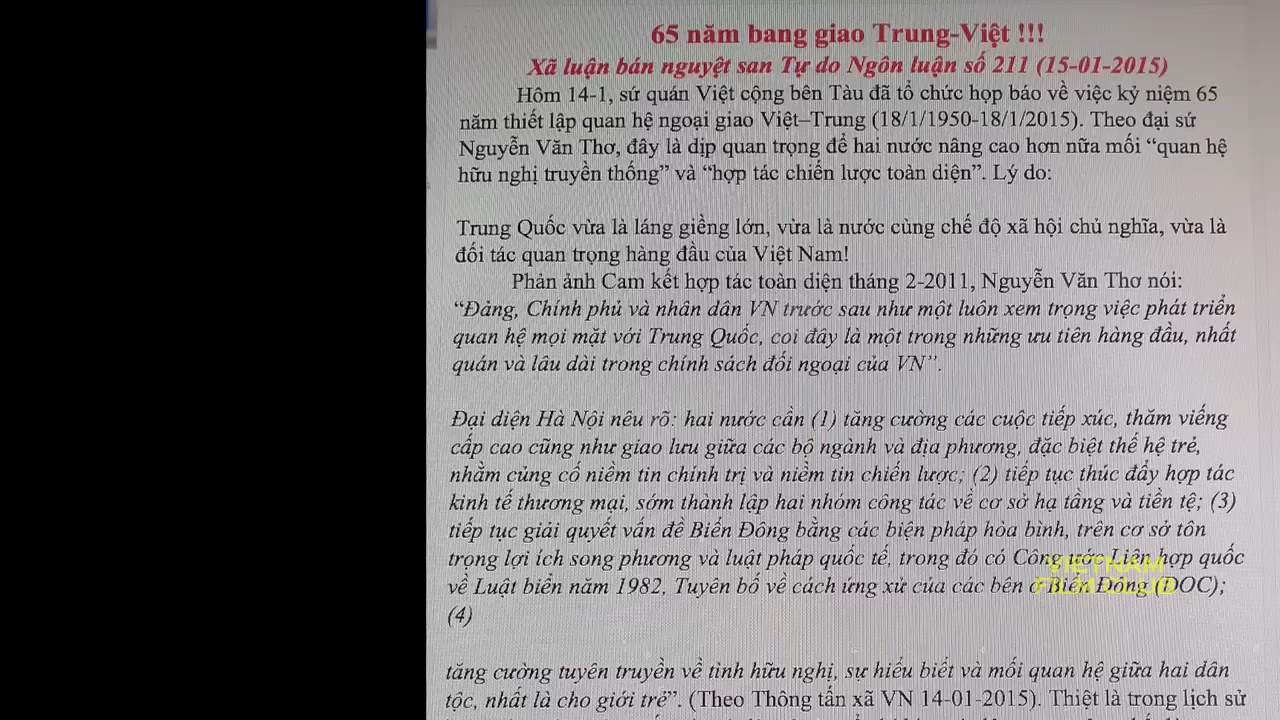 65 năm bang giao Trung-Việt !!!
Xã luận bán nguyệt san Tự do Ngôn luận số 211 (15-01-2015)
Hôm 14-1, sứ quán Việt cộng bên Tàu đã tổ chức họp báo về việc kỷ niệm 65
năm thiết lập quan hệ ngoại giao Việt–Trung (18/1/1950-18/1/2015). Theo đại sứ
Nguyễn Văn Thơ, đây là dịp quan trọng để hai nước nâng cao hơn nữa mối “quan hệ
hữu nghị truyền thống” và “hợp tác chiến lược toàn diện”. Lý do:
Trung Quốc vừa là láng giềng lớn, vừa là nước cùng chế độ xã hội chủ nghĩa, vừa là
đối tác quan trọng hàng đầu của Việt Nam!
Phản ảnh Cam kết hợp tác toàn diện tháng 2-2011, Nguyễn Văn Thơ nói:
“Đảng, Chính phủ và nhân dân VN trước sau như một luôn xem trọng việc phát triển
quan hệ mọi mặt với Trung Quốc, coi đây là một trong những ưu tiên hàng đầu, nhất
quán và lâu dài trong chính sách đối ngoại của VN”.
Đại diện Hà Nội nêu rõ: hai nước cần (1) tăng cường các cuộc tiếp xúc, thăm viếng
cấp cao cũng như giao lưu giữa các bộ ngành và địa phương, đặc biệt thế hệ trẻ,
nhằm củng cố niềm tin chính trị và niềm tin chiến lược; (2) tiếp tục thúc đẩy hợp tác
kinh tế thương mại, sớm thành lập hai nhóm công tác về cơ sở hạ tầng và tiền tệ; (3)
tiếp tục giải quyết vấn đề Biển Đông bằng các biện pháp hòa bình, trên cơ sở tôn
trọng lợi ích song phương và luật pháp quốc tế, trong đó có Công ước Liên hợp quốc
về Luật biển năm 1982, Tuyên bố về cách ứng xử của các bên ở Biển Đông (DOC);
(4)
VIETNAM
FILM CLUB
tăng cường tuyên truyền về tình hữu nghị, sự hiểu biết và mối quan hệ giữa hai dân
tộc, nhất là cho giới trẻ”. (Theo Thông tấn xã VN 14-01-2015). Thiệt là trong lịch sử